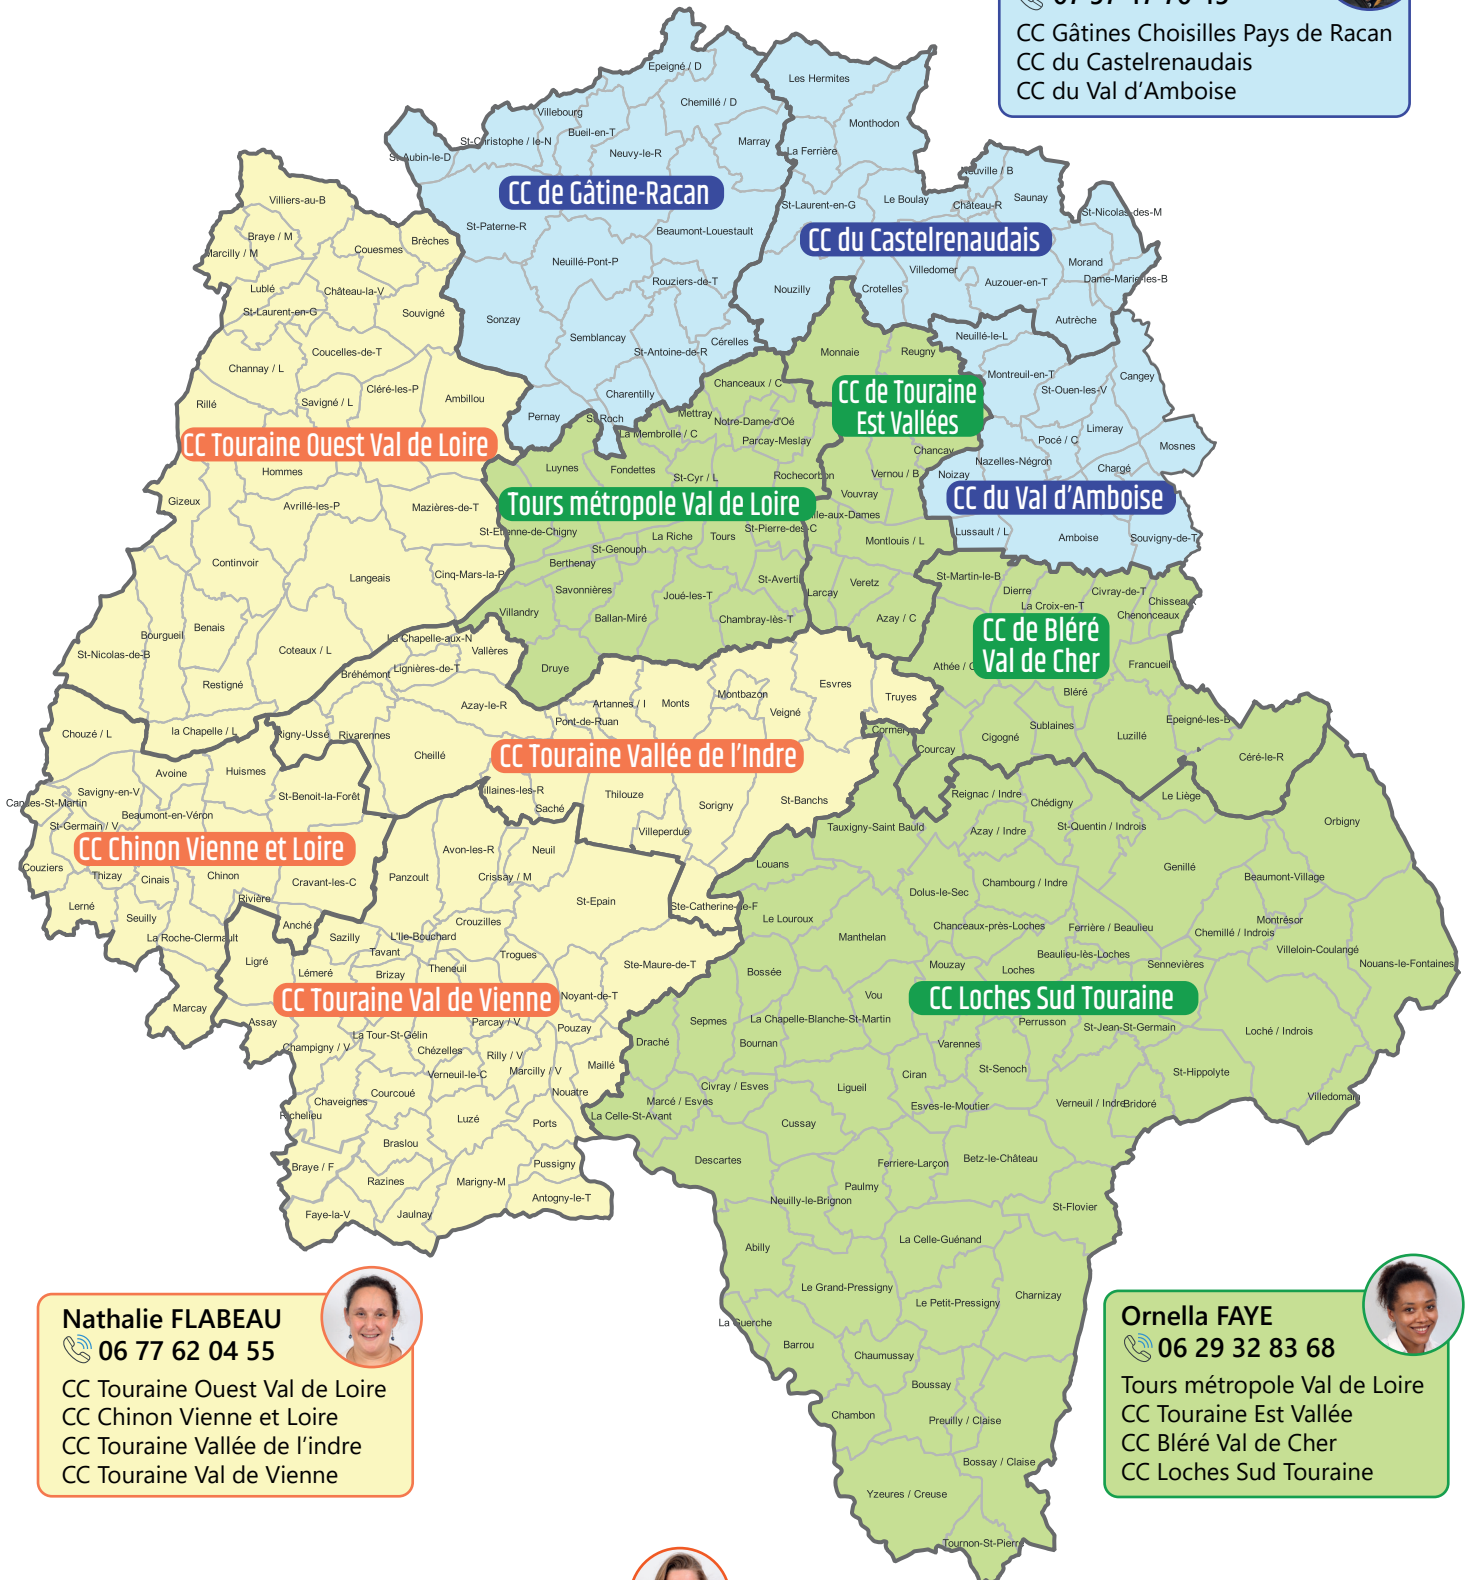 CC Gâtines Choisilles Pays de Racan
CC du Castelrenaudais
CC du Val d'Amboise
Epeigné / D
Les Hermites
Chemillé / D
Villebourg
Monthodon
Bueil-en-T
St-Christophe / le-N
Marray
La Ferrière
Neuvy-le-R
St-Aubin-le-D
Neuville / B
CC de Gâtine-Racan
Villiers-au-B
Le Boulay
Saunay
St-Laurent-en-G
Château-R
St-Nicolas-des-M
St-Paterne-R
Beaumont-Louestault
Braye / M
Brèches
CC du Castelrenaudais
Couesmes
Marcilly / M
Neuillé-Pont-P
Morand
Villedomer
Rouziers-de-T
Auzouer-en-T
Dame-Marie-les-B
Lublé
Château-la-V
Nouzilly
Crotelles
St-Laurent-en-G
Souvigné
Sonzay
Autrèche
Semblancay
Neuillé-le-L
Cérelles
Coucelles-de-T
St-Antoine-de-R
Monnaie
Reugny
Channay / L
Montreuil-en-T
Cangey
Chanceaux / C
Cléré-les-P
St-Ouen-les-V
Charentilly
Ambillou
CC de Touraine
Est Vallées
Rillé
Savigné / L
Pernay
St-Roch
Mettray
Notre-Dame-d'Oé
Limeray
La Membrolle / C
Parcay-Meslay
Pocé / C
Mosnes
CC Touraine Ouest Val de Loire
Chancay
Nazelles-Négron
Hommes
Luynes
Fondettes
St-Cyr / L
Rochecorbon
Vernou / B
Noizay
Chargé
Gizeux
Avrillé-les-P
Mazières-de-T
Tours métropole Val de Loire
Vouvray
CC du Val d'Amboise
lle-aux-Dames
St-Etienne-de-Chigny
La Riche
Tours
St-Pierre-des-C
Montlouis / L
Lussault / L
Amboise
Souvigny-de-T
St-Genouph
Continvoir
Berthenay
Langeais
Cinq-Mars-la-P
St-Avertin
Veretz
St-Martin-le-B
Savonnières
Joué-les-T
Larcay
Dierre
Civray-de-T
Chisseaux
La Croix-en-T
Villandry
Ballan-Miré
Chambray-lès-T
Azay / C
Chenonceaux
Benais
Bourgueil
La Chapelle-aux-N
CC de Bléré
Val de Cher
St-Nicolas-de-B
Coteaux / L
Vallères
Lignières-de-T
Druye
Athée / C
Francueil
Bréhémont
Restigné
Esvres
Truyes
Bléré
Azay-le-R
Artannes / I
Monts
Montbazon
Veigné
Chouzé / L
la Chapelle / L
Rigny-Ussé
Rivarennes
Pont-de-Ruan
Cormery
Sublaines
Epeigné-les-B
Cigogné
Luzillé
Cheillé
CC Touraine Vallée de l'Indre
Courcay
Céré-le-R
Avoine
Huismes
Savigny-en-V
St-Benoit-la-Forêt
Villaines-les-R
Thilouze
Reignac / Indre
Le Liège
Candes-St-Martin
Beaumont-en-Véron
Saché
Sorigny
St-Banchs
Chédigny
St-Germain / V
Villeperdue
Tauxigny-Saint Bauld
Azay / Indre
St-Quentin / Indrois
Orbigny
CC Chinon Vienne et Loire
Avon-les-R
Neuil
Couziers
Thizay
Cinais
Chinon
Cravant-les-C
Panzoult
Crissay / M
Louans
Genillé
Beaumont-Village
Dolus-le-Sec
Chambourg / Indre
Rivière
St-Epain
Lerné
Seuilly
Ste-Catherine-de-F
Le Louroux
Montrésor
Anché
Crouzilles
Chanceaux-près-Loches
Ferrière / Beaulieu
Chemillé / Indrois
La Roche-Clermault
Sazilly
L'Ile-Bouchard
Manthelan
Tavant
Trogues
Beaulieu-lès-Loches
Villeloin-Coulangé
Ligré
Lémeré
Brizay
Theneuil
Ste-Maure-de-T
Bossée
Mouzay
Loches
Sennevières
Nouans-le-Fontaines
CC Touraine Val de Vienne
Noyant-de-T
Vou
CC Loches Sud Touraine
Marcay
Assay
Parcay / V
Pouzay
Sepmes
La Chapelle-Blanche-St-Martin
Perrusson
St-Jean-St-Germain
Loché / Indrois
La Tour-St-Gélin
Draché
Bournan
Varennes
Champigny / V
Chézelles
Rilly / V
Maillé
Verneuil-le-C
Marcilly / V
Ciran
St-Senoch
St-Hippolyte
Civray / Esves
Ligueil
Courcoué
Nouatre
Chaveignes
Marcé / Esves
Esves-le-Moutier
Verneuil / Indre
Bridoré
Villedomain
Richelieu
Luzé
Ports
La Celle-St-Avant
Cussay
Braslou
Braye / F
Pussigny
Descartes
Ferriere-Larçon
Betz-le-Château
Razines
Marigny-M
Antogny-le-T
Paulmy
Neuilly-le-Brignon
St-Flovier
Faye-la-V
Jaulnay
Abilly
La Celle-Guénand
Le Grand-Pressigny
Le Petit-Pressigny
Charnizay
La Guerche
Barrou
Chaumussay
Boussay
Chambon
Preuilly / Claise
Bossay / Claise
Yzeures / Creuse
Tournon-St-Pierre
Nathalie FLABEAU
06 77 62 04 55
CC Touraine Ouest Val de Loire
CC Chinon Vienne et Loire
CC Touraine Vallée de l'indre
CC Touraine Val de Vienne
Ornella FAYE
06 29 32 83 68
Tours métropole Val de Loire
CC Touraine Est Vallée
CC Bléré Val de Cher
CC Loches Sud Touraine